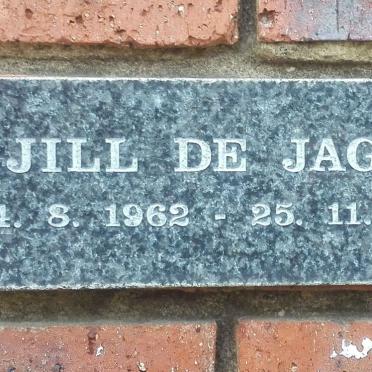 JILL DE JAG
4. 8. 1962 - 25. 11.